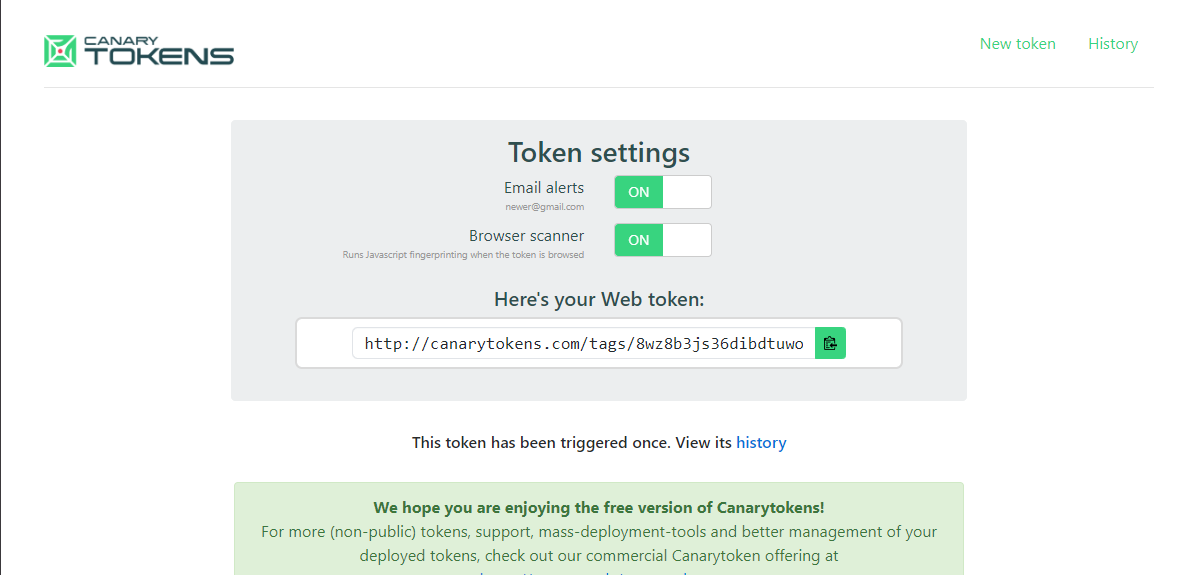 CANARY
TOKENS
New token
History
Token settings
Email alerts
ON
newer@gmail.com
Browser scanner
ON
Runs Javascript fingerprinting when the token is browsed
Here's your Web token:
http://canarytokens.com/tags/8wz8b3js36dibdtuwo
This token has been triggered once. View its history
We hope you are enjoying the free version of Canarytokens!
For more (non-public) tokens, support, mass-deployment-tools and better management of your
deployed tokens, check out our commercial Canarytoken offering at